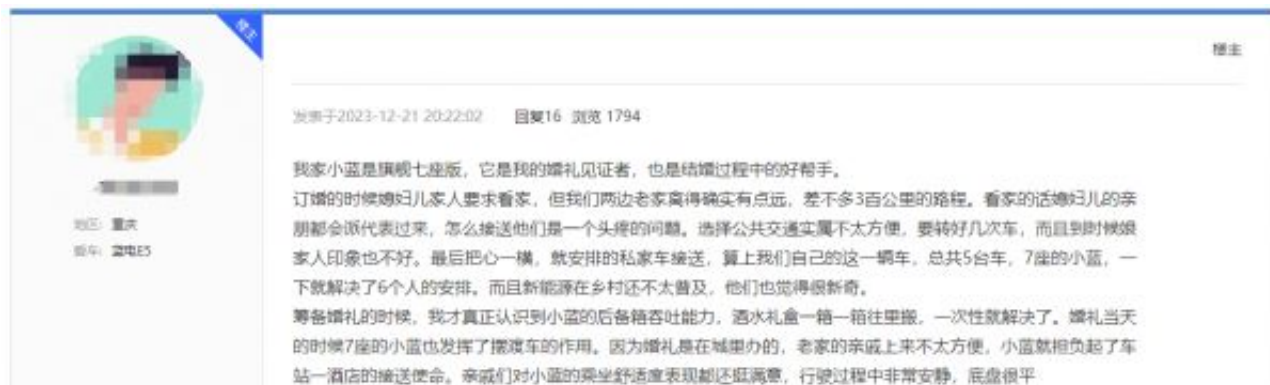 楼主
楼主
发表于2023-12-21 20:22:02 回复16 浏览 1794
我家小蓝是旗舰七座版，它是我的婚礼见证者，也是结婚过程中的好帮手。
订婚的时候媳妇儿家人要求看家，但我们两边老家离得确实有点远，差不多3百公里的路程。看家的话媳妇儿的亲
朋都会派代表过来，怎么接送他们是一个头疼的问题。选择公共交通实属不太方便，要转好几次车，而且到时候娘
家人印象也不好。最后把心一横，就安排的私家车接送，算上我们自己的这一辆车，总共5台车，7座的小蓝，一
下就解决了6个人的安排。而且新能源在乡村还不太普及，他们也觉得很新奇。
筹备婚礼的时候，我才真正认识到小蓝的后备箱吞吐能力，酒水礼盒一箱一箱往里搬，一次性就解决了。婚礼当天
的时候7座的小蓝也发挥了摆渡车的作用。因为婚礼是在城里办的，老家的亲戚上来不太方便，小蓝就担负起了车
站一酒店的接送使命。亲戚们对小蓝的乘坐舒适度表现都还挺满意，行驶过程中非常安静，底盘很平
地区: 重庆
爱车: 蓝电E5